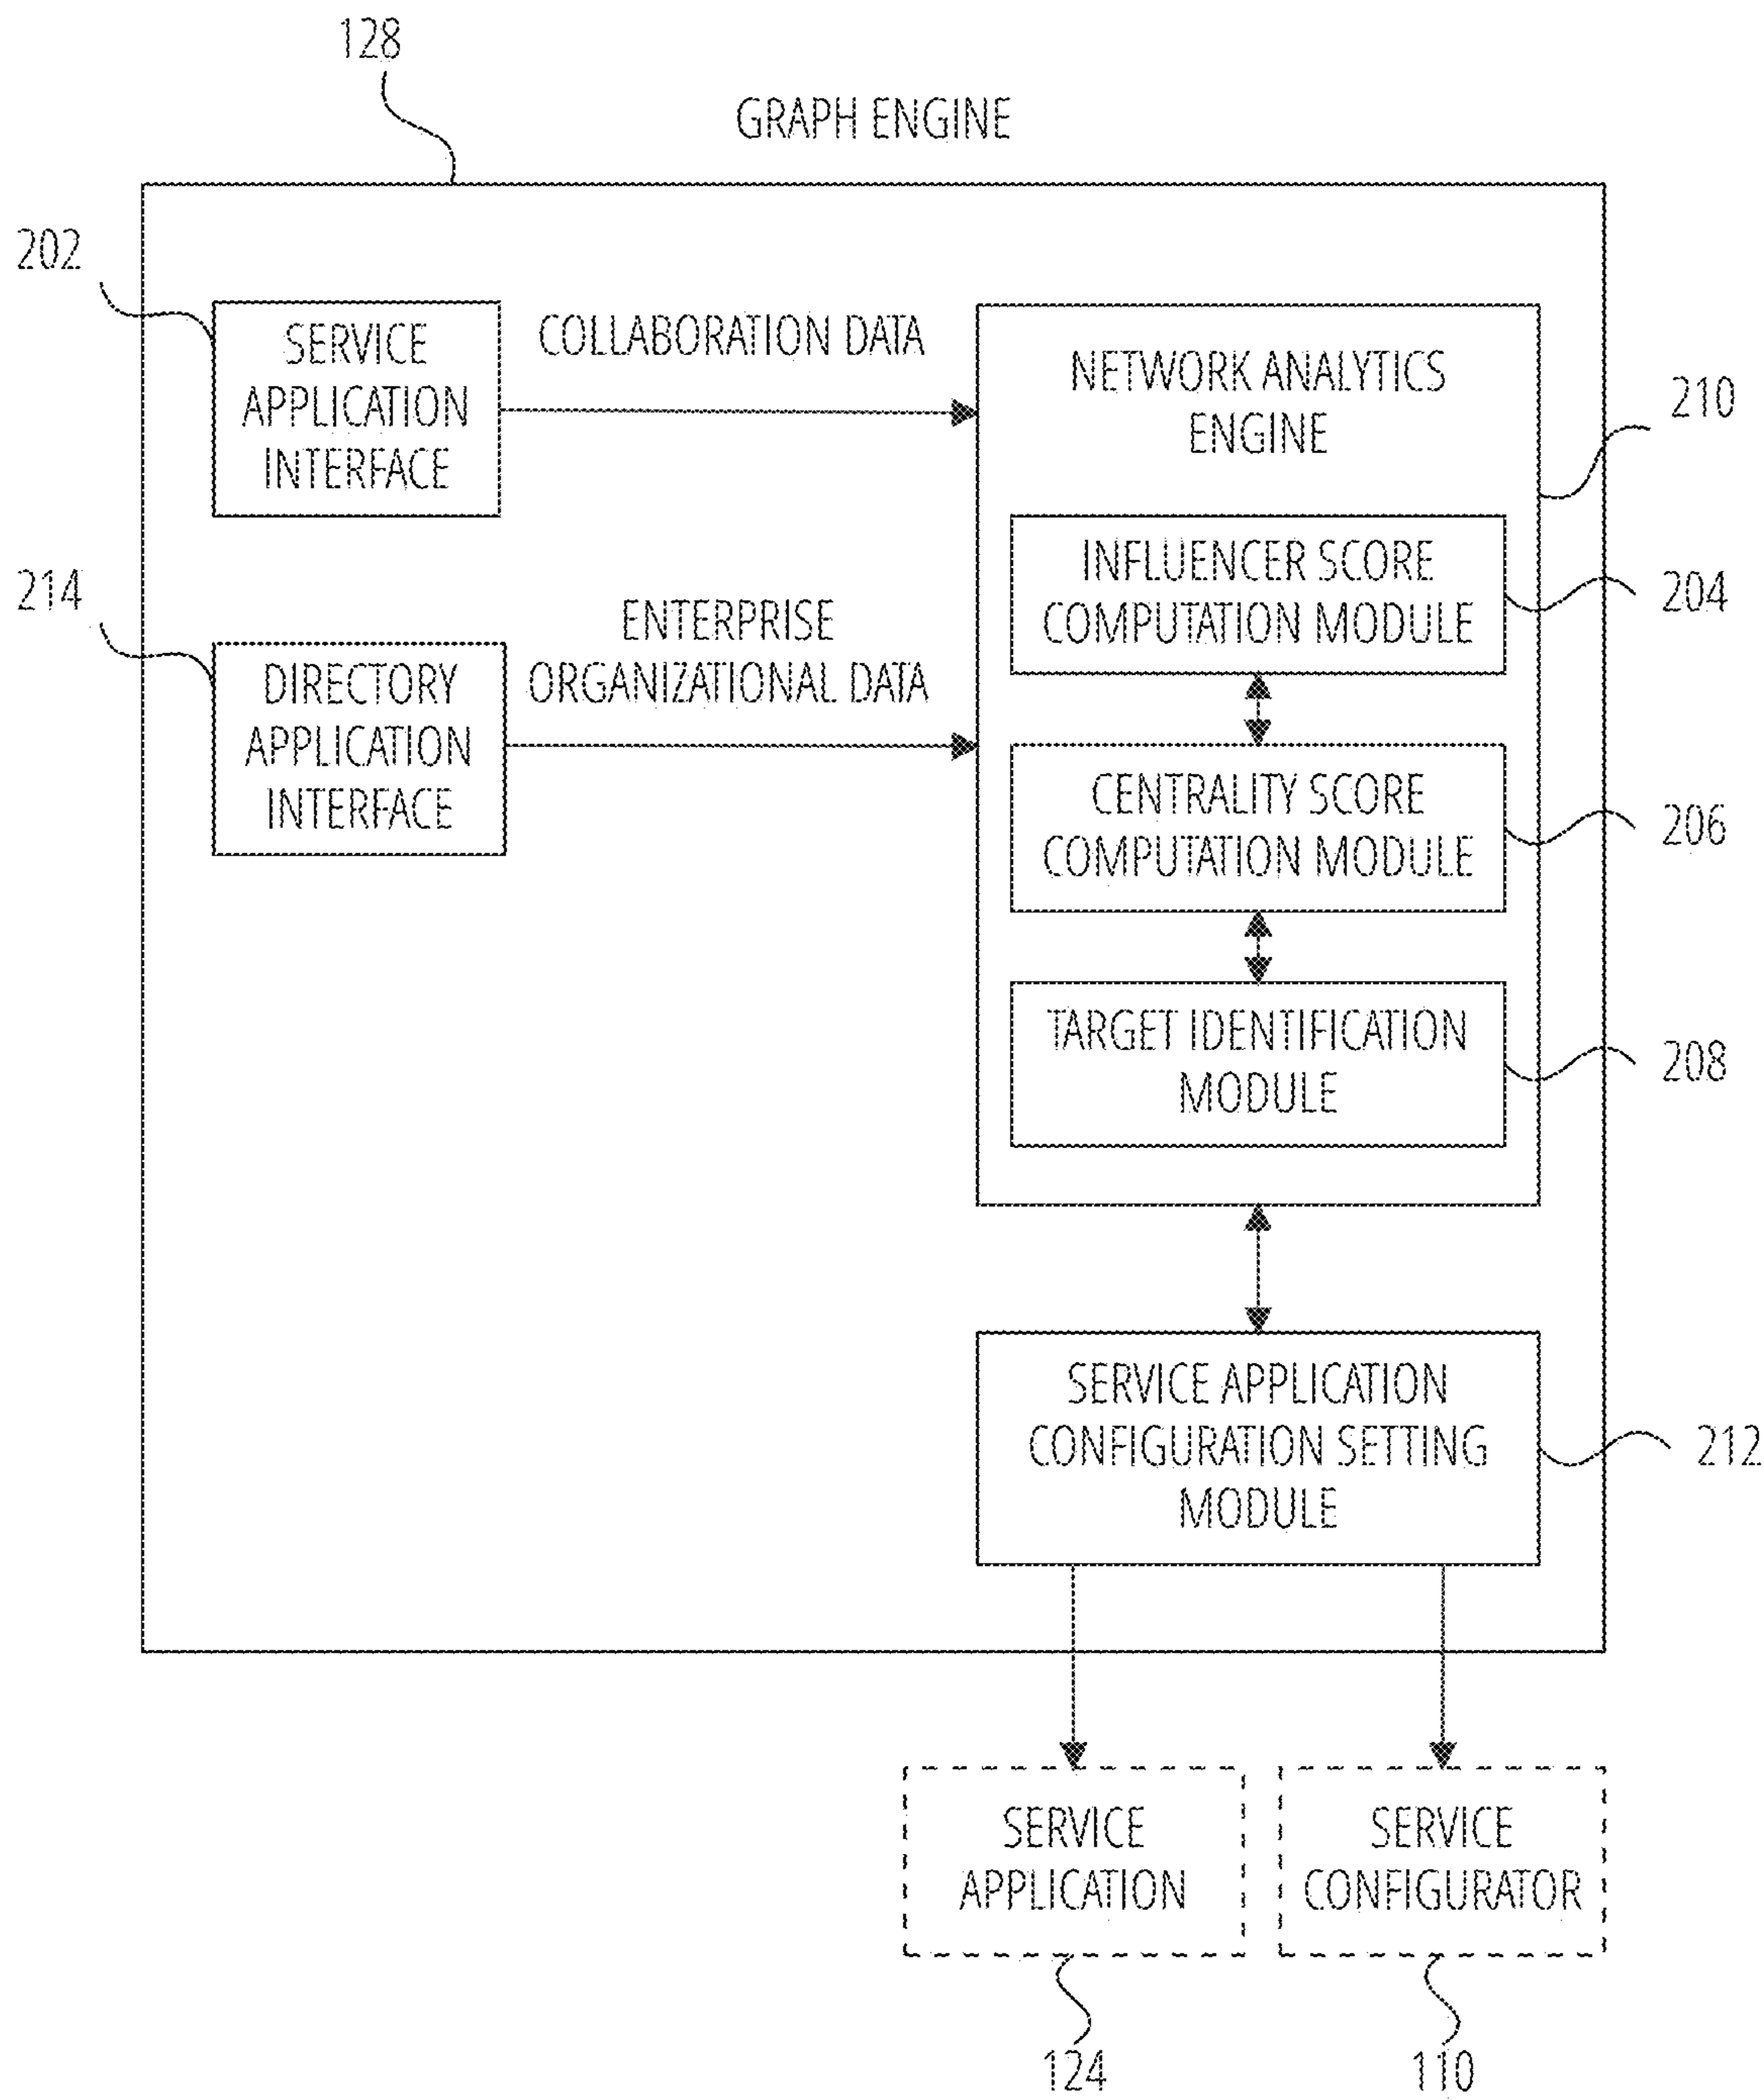 128
GRAPH ENGINE
202
SERVICE
APPLICATION
INTERFACE
COLLABORATION DATA
NETWORK ANALYTICS
ENGINE
210
INFLUENCER SCORE
COMPUTATION MODULE
204
214
DIRECTORY
APPLICATION
INTERFACE
ENTERPRISE
ORGANIZATIONAL DATA
CENTRALITY SCORE
COMPUTATION MODULE
206
TARGET IDENTIFICATION
MODULE
208
SERVICE APPLICATION
CONFIGURATION SETTING
MODULE
212
SERVICE
APPLICATION
SERVICE
CONFIGURATOR
124
110